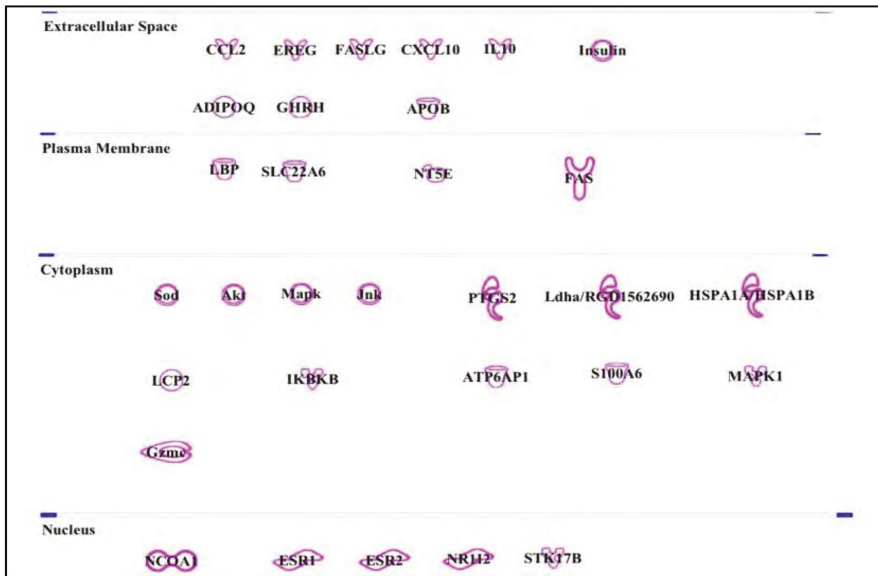 Extracellular Space
CCL2 EREG FASLG CXCL10 IL10 Insulin
ADIPOQ GHRH APOB
Plasma Membrane
LBP SLC22A6 NT5E FAS
Cytoplasm
Sod Akt Mapk Jnk PTGS2 Ldha/RGD1562690 HSPA1A/HSPA1B
LCP2 IKBKB ATP6AP1 S100A6 MAPK1
Gzmc
Nucleus
NCOA1 ESR1 ESR2 NR1I2 STK17B